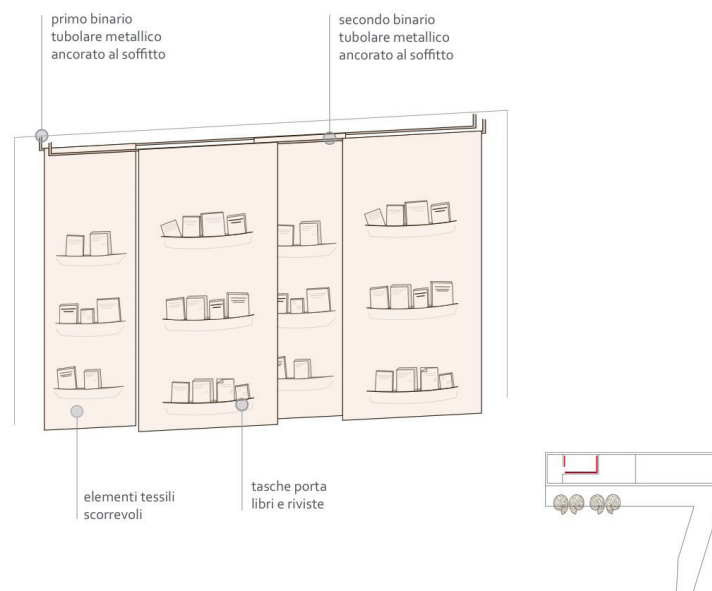 primo binario
tubolare metallico
ancorato al soffitto
secondo binario
tubolare metallico
ancorato al soffitto
elementi tessili
scorrevoli
tasche porta
libri e riviste